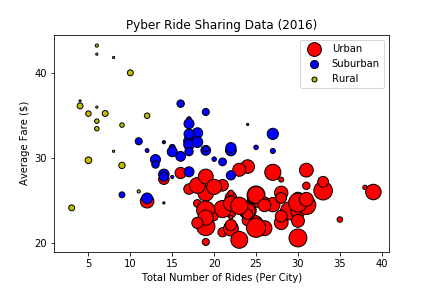 Pyber Ride Sharing Data (2016)
Urban
Suburban
Rural
40
30
20
Average Fare ($)
5 10 15 20 25 30 35 40
Total Number of Rides (Per City)